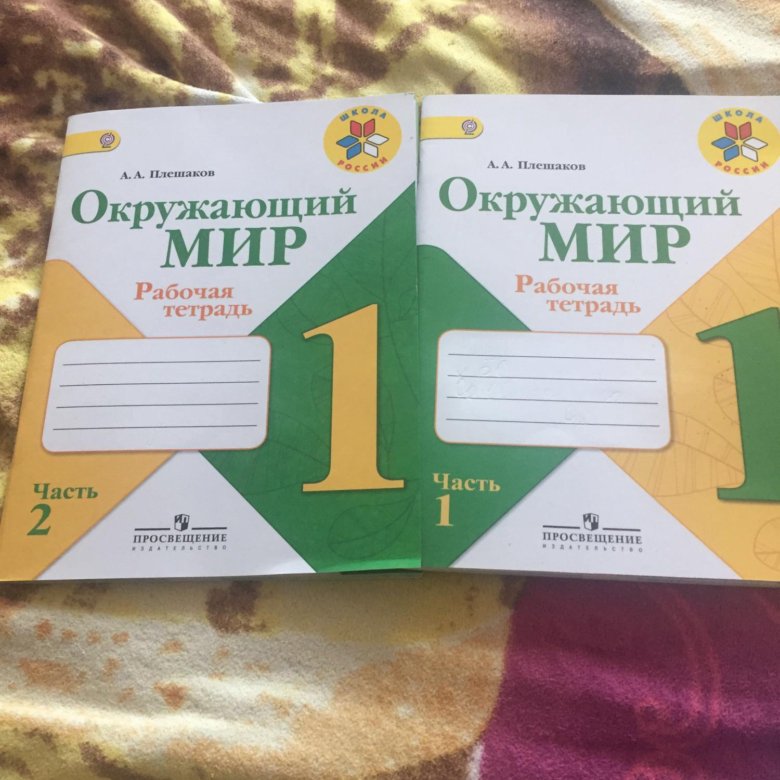 ШКОЛА
РОССИИ
А. А. Плешаков
Окружающий
МИР
Рабочая
тетрадь
1
Часть
2
ПРОСВЕЩЕНИЕ
ИЗДАТЕЛЬСТВО
ШКОЛА
РОССИИ
А. А. Плешаков
Окружающий
МИР
Рабочая
тетрадь
1
Часть
1
ПРОСВЕЩЕНИЕ
ИЗДАТЕЛЬСТВО